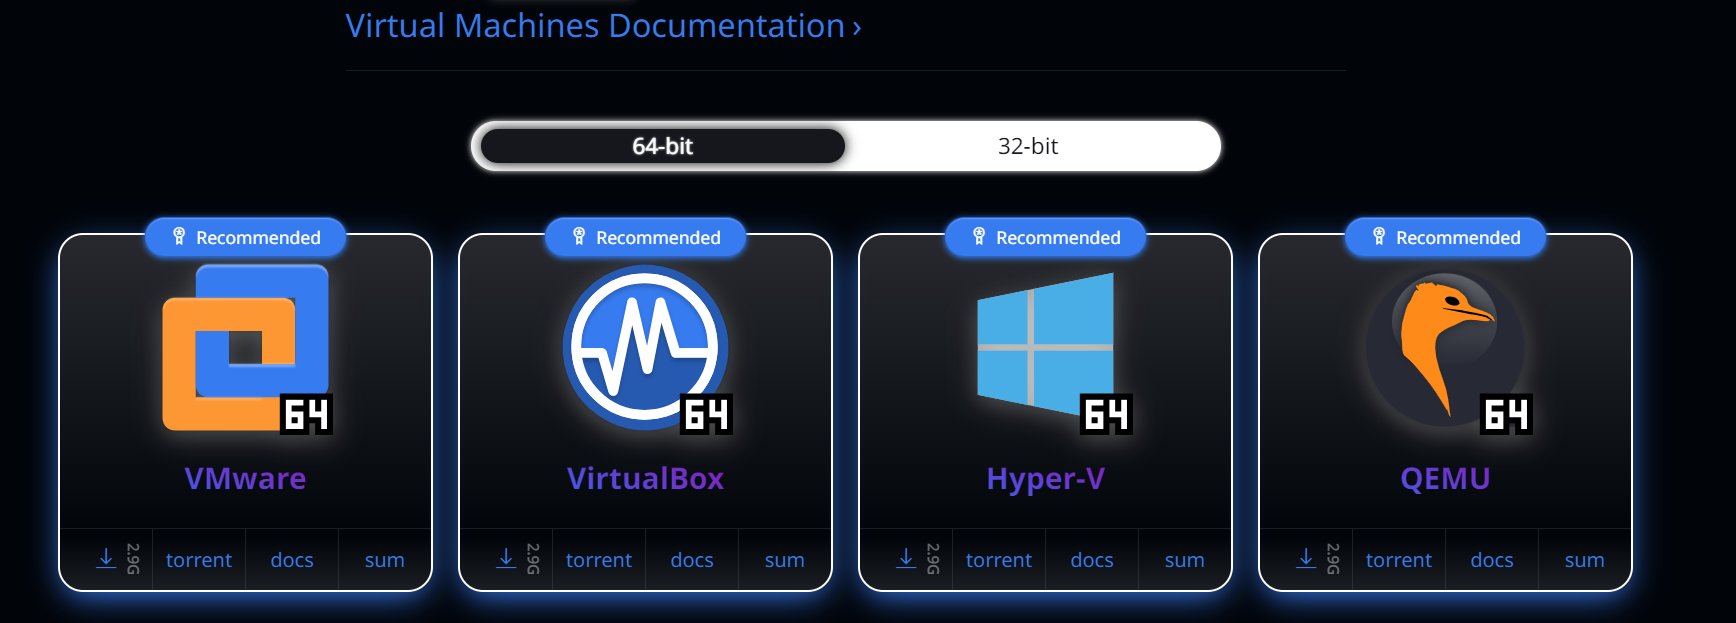 Virtual Machines Documentation ›
64-bit 32-bit
Recommended Recommended Recommended Recommended
64 64 64 64
VMware VirtualBox Hyper-V QEMU
2.9G torrent docs sum 2.9G torrent docs sum 2.9G torrent docs sum 2.9G torrent docs sum